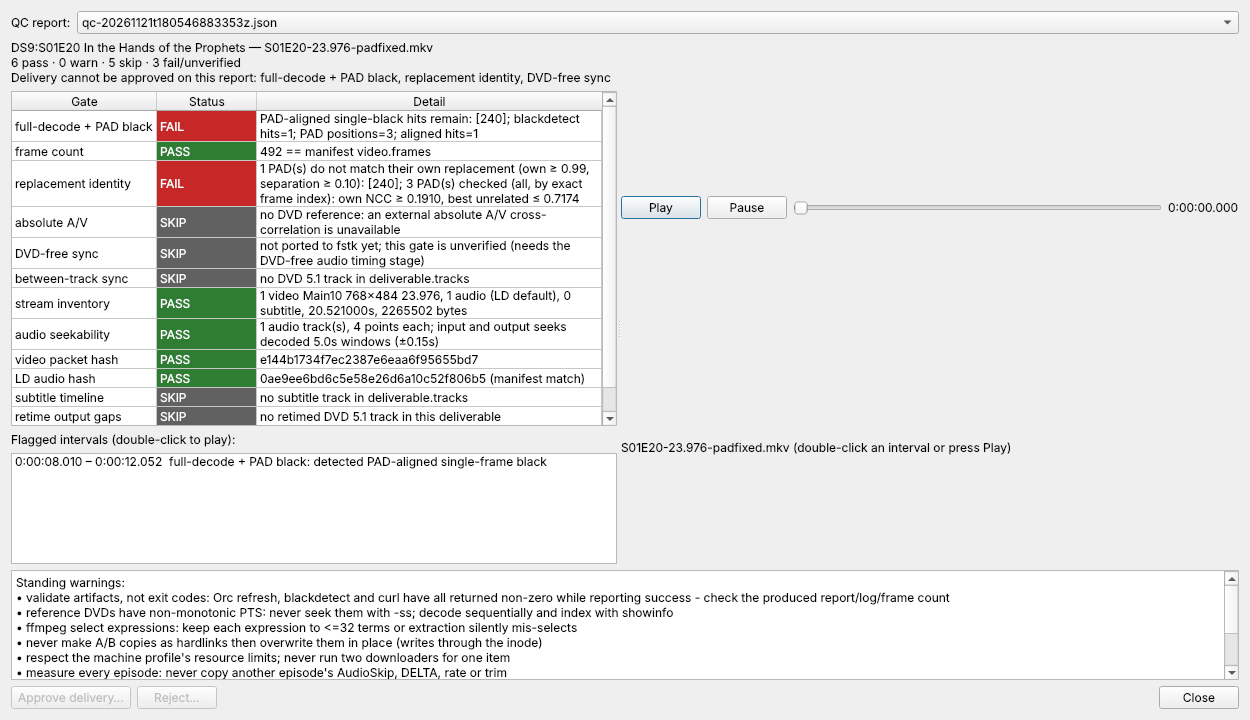 QC report: qc-20261121t180546883353z.json
DS9:S01E20 In the Hands of the Prophets — S01E20-23.976-padfixed.mkv
6 pass · 0 warn · 5 skip · 3 fail/unverified
Delivery cannot be approved on this report: full-decode + PAD black, replacement identity, DVD-free sync
Gate Status Detail
full-decode + PAD black FAIL PAD-aligned single-black hits remain: [240]; blackdetect
hits=1; PAD positions=3; aligned hits=1
frame count PASS 492 == manifest video.frames
replacement identity FAIL 1 PAD(s) do not match their own replacement (own ≥ 0.99,
separation ≥ 0.10): [240]; 3 PAD(s) checked (all, by exact
frame index): own NCC ≥ 0.1910, best unrelated ≤ 0.7174
absolute A/V SKIP no DVD reference: an external absolute A/V cross-
correlation is unavailable
DVD-free sync SKIP not ported to fstk yet; this gate is unverified (needs the
DVD-free audio timing stage)
between-track sync SKIP no DVD 5.1 track in deliverable.tracks
stream inventory PASS 1 video Main10 768×484 23.976, 1 audio (LD default), 0
subtitle, 20.521000s, 2265502 bytes
audio seekability PASS 1 audio track(s), 4 points each; input and output seeks
decoded 5.0s windows (±0.15s)
video packet hash PASS e144b1734f7ec2387e6eaa6f95655bd7
LD audio hash PASS 0ae9ee6bd6c5e58e26d6a10c52f806b5 (manifest match)
subtitle timeline SKIP no subtitle track in deliverable.tracks
retime output gaps SKIP no retimed DVD 5.1 track in this deliverable
Play Pause 0:00:00.000
Flagged intervals (double-click to play):
0:00:08.010 – 0:00:12.052 full-decode + PAD black: detected PAD-aligned single-frame black
S01E20-23.976-padfixed.mkv (double-click an interval or press Play)
Standing warnings:
• validate artifacts, not exit codes: Orc refresh, blackdetect and curl have all returned non-zero while reporting success - check the produced report/log/frame count
• reference DVDs have non-monotonic PTS: never seek them with -ss; decode sequentially and index with showinfo
• ffmpeg select expressions: keep each expression to <=32 terms or extraction silently mis-selects
• never make A/B copies as hardlinks then overwrite them in place (writes through the inode)
• respect the machine profile's resource limits; never run two downloaders for one item
• measure every episode: never copy another episode's AudioSkip, DELTA, rate or trim
Approve delivery... Reject... Close